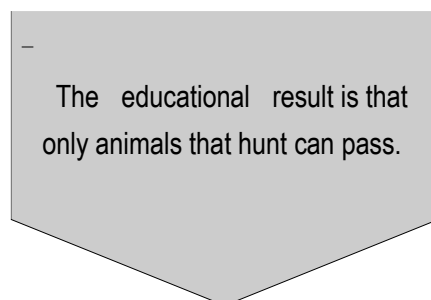 –
The educational result is that
only animals that hunt can pass.